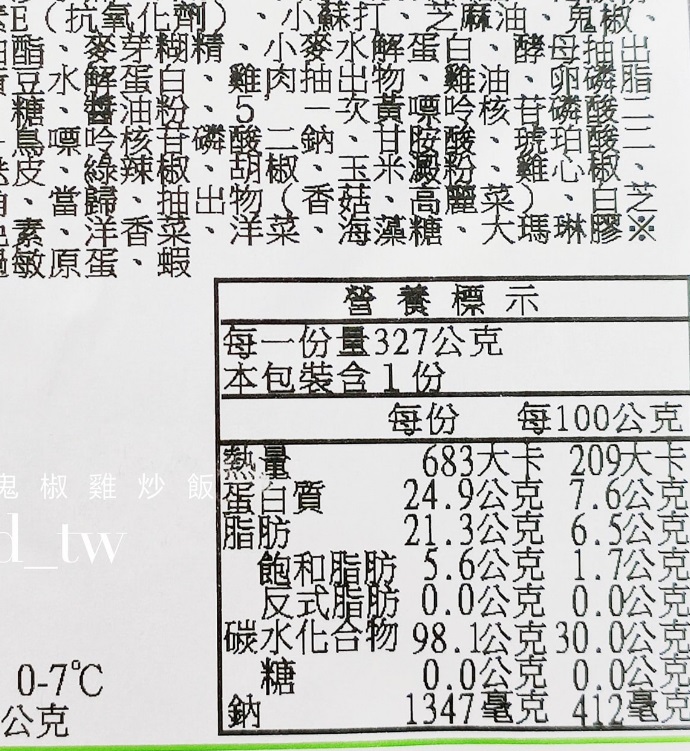 素E（抗氧化劑）、小蘇打、芝麻油、鬼椒、
油酯、麥芽糊精、小麥水解蛋白、酵母抽出
黃豆水解蛋白、雞肉抽出物、雞油、卵磷脂
糖、醬油粉、5－次黃嘌呤核苷磷酸二
鳥嘌呤核苷磷酸二鈉、甘胺酸、琥珀酸二
皮、綠辣椒、胡椒、玉米澱粉、雞心椒、
、當歸抽出物（香菇、高麗菜）、白芝
素、洋香菜、洋菜、海藻糖、大瑪琳膠※
過敏原：蛋、蝦
營養標示
每一份量327公克
本包裝含1份
每份 每100公克
熱量 683大卡 209大卡
蛋白質 24.9公克 7.6公克
脂肪 21.3公克 6.5公克
飽和脂肪 5.6公克 1.7公克
反式脂肪 0.0公克 0.0公克
碳水化合物 98.1公克 30.0公克
糖 0.0公克 0.0公克
鈉 1347毫克 412毫克
鬼椒雞炒飯
d_tw
0-7℃
公克